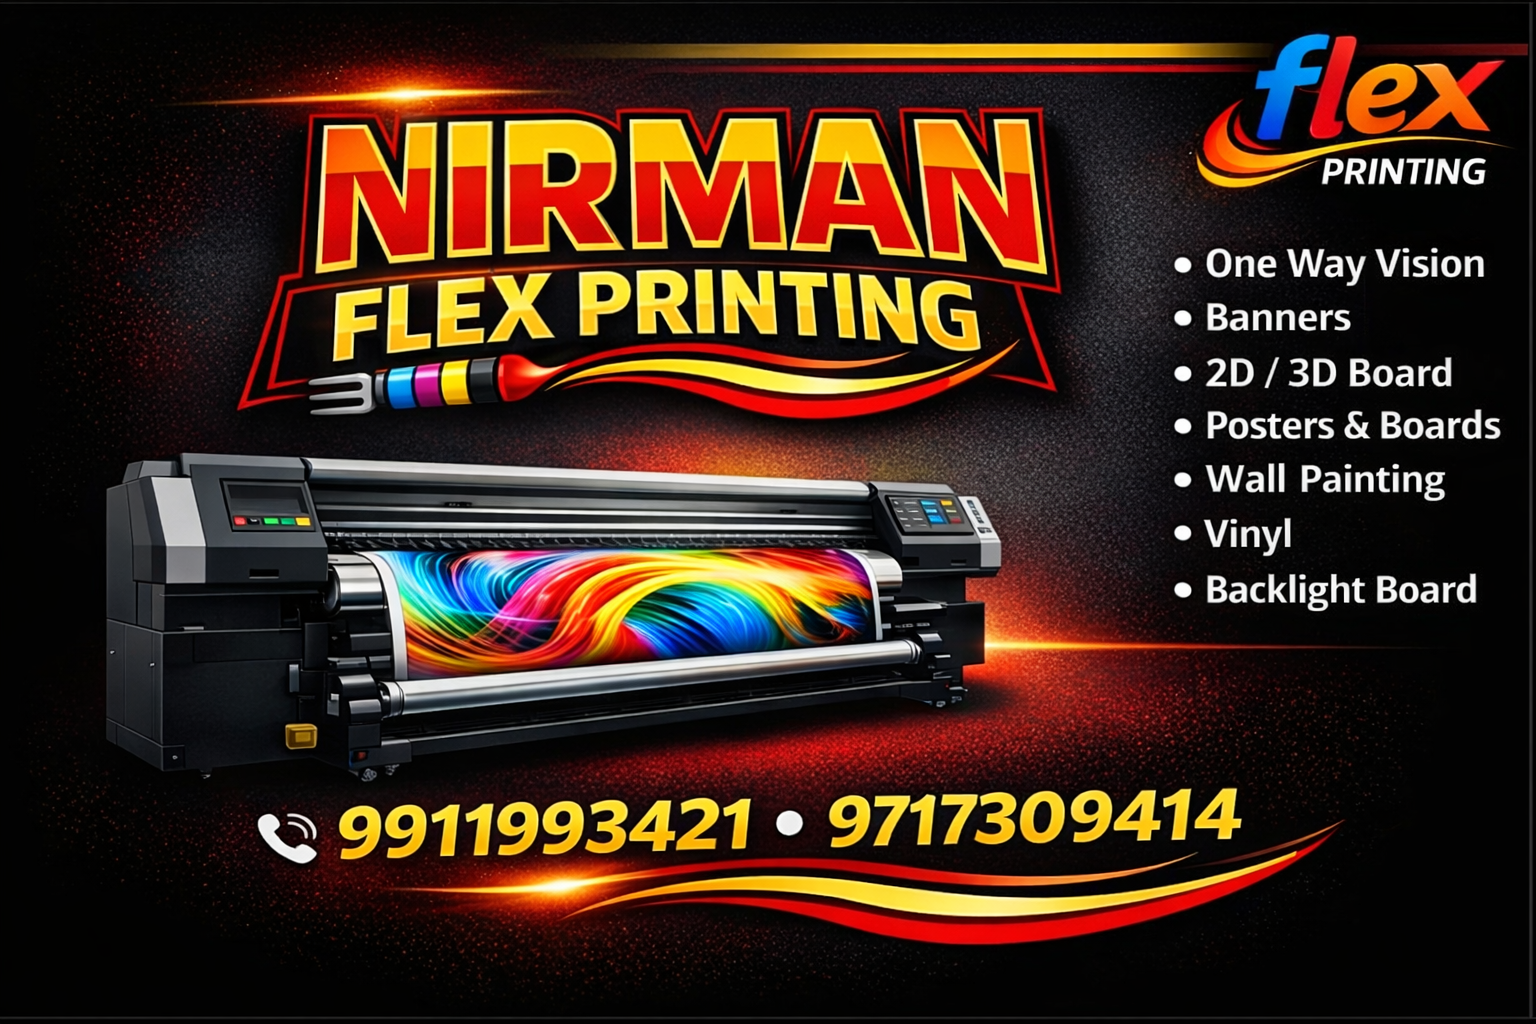 NIRMAN
FLEX PRINTING
flex
PRINTING
• One Way Vision
• Banners
• 2D / 3D Board
• Posters & Boards
• Wall Painting
• Vinyl
• Backlight Board
9911993421 • 9717309414